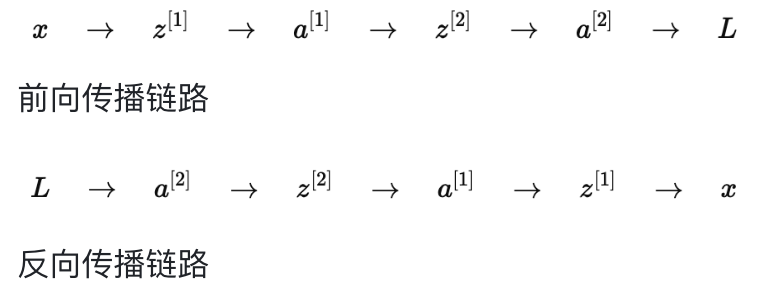 x → z^[1] → a^[1] → z^[2] → a^[2] → L
前向传播链路
L → a^[2] → z^[2] → a^[1] → z^[1] → x
反向传播链路